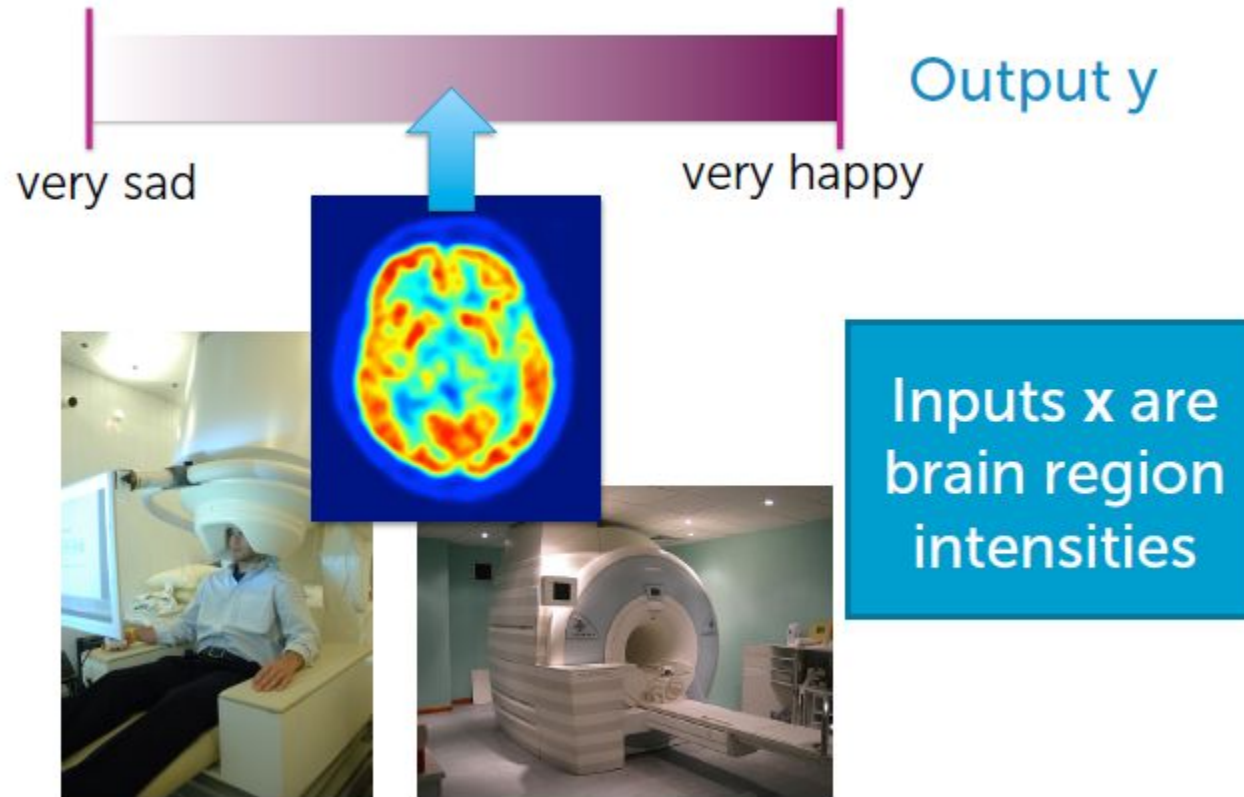 Output y
very sad
very happy
Inputs x are
brain region
intensities